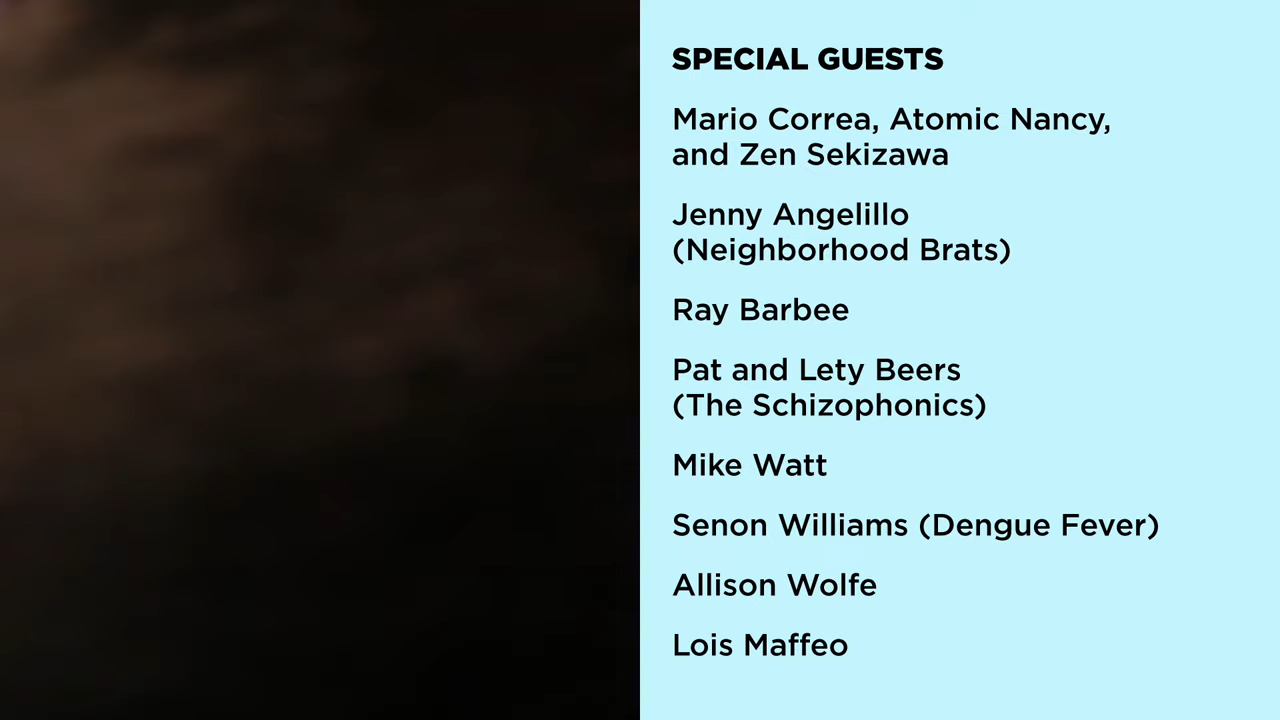 SPECIAL GUESTS
Mario Correa, Atomic Nancy,
and Zen Sekizawa
Jenny Angelillo
(Neighborhood Brats)
Ray Barbee
Pat and Lety Beers
(The Schizophonics)
Mike Watt
Senon Williams (Dengue Fever)
Allison Wolfe
Lois Maffeo